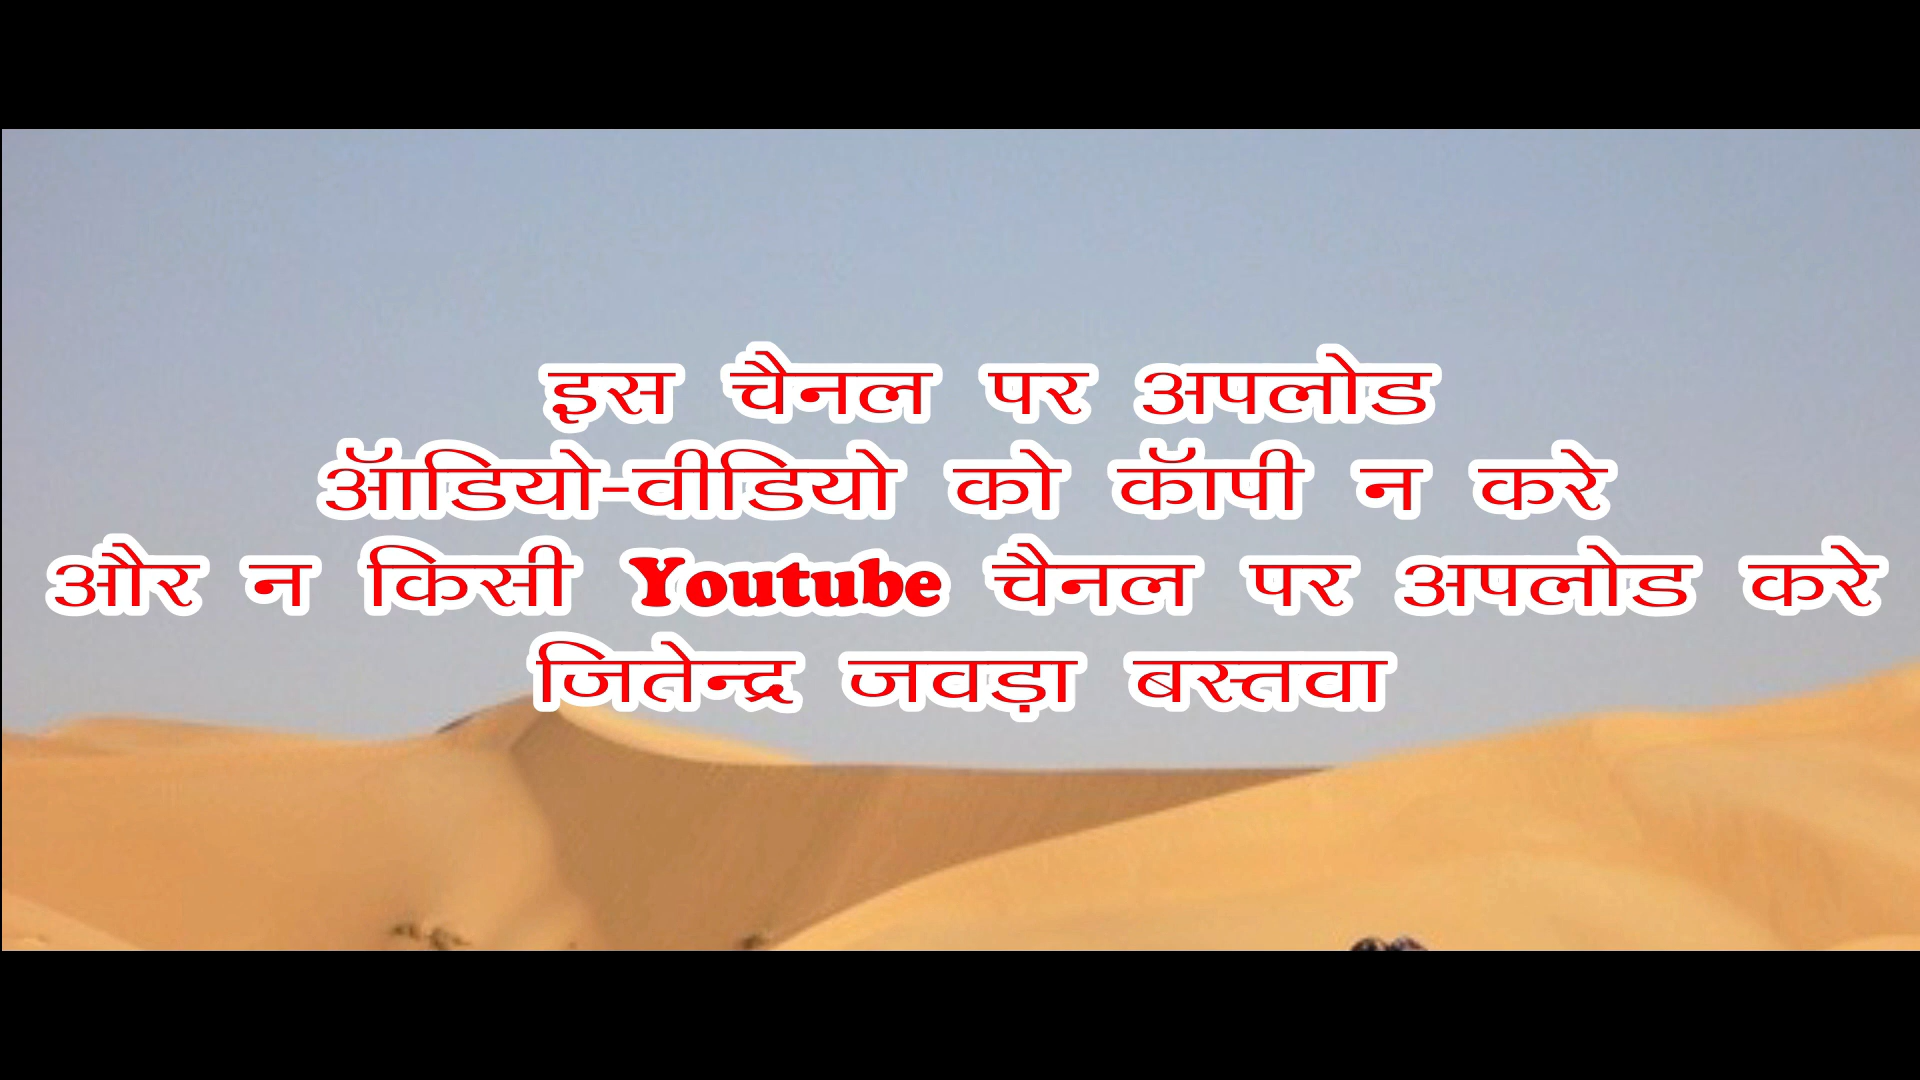 इस चैनल पर अपलोड
ऑडियो-वीडियो को कॉपी न करे
और न किसी Youtube चैनल पर अपलोड करे
जितेन्द्र जवड़ा बस्तवा